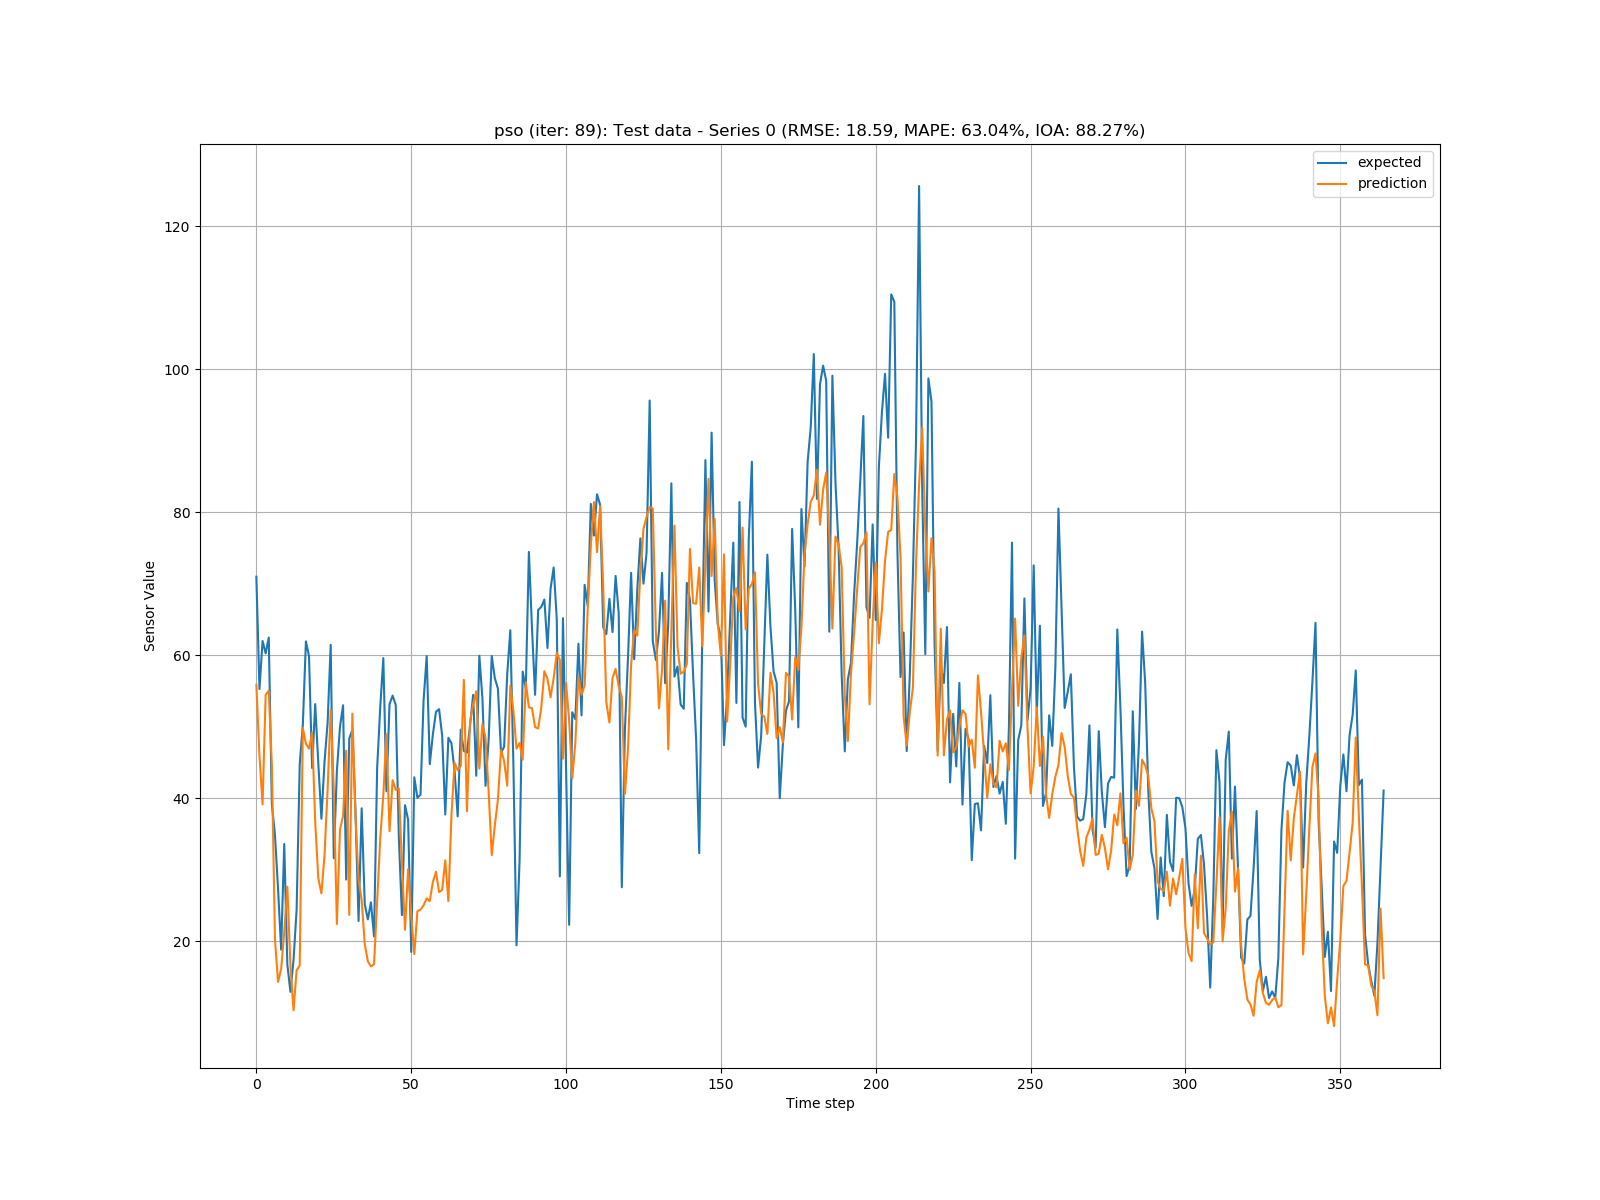 pso (iter: 89): Test data - Series 0 (RMSE: 18.59, MAPE: 63.04%, IOA: 88.27%)
expected
prediction
120
100
80
60
40
20
Sensor Value
0 50 100 150 200 250 300 350
Time step